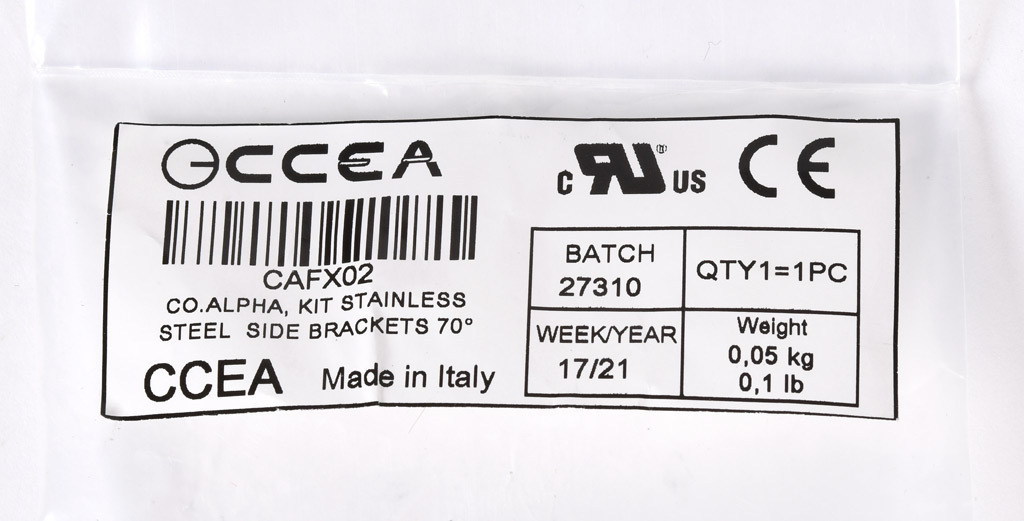 CCEA
CAFX02
CO.ALPHA, KIT STAINLESS
STEEL SIDE BRACKETS 70°
CCEA Made in Italy
C RU ® US CE
BATCH
27310
QTY1=1PC
WEEK/YEAR
17/21
Weight
0,05 kg
0,1 lb